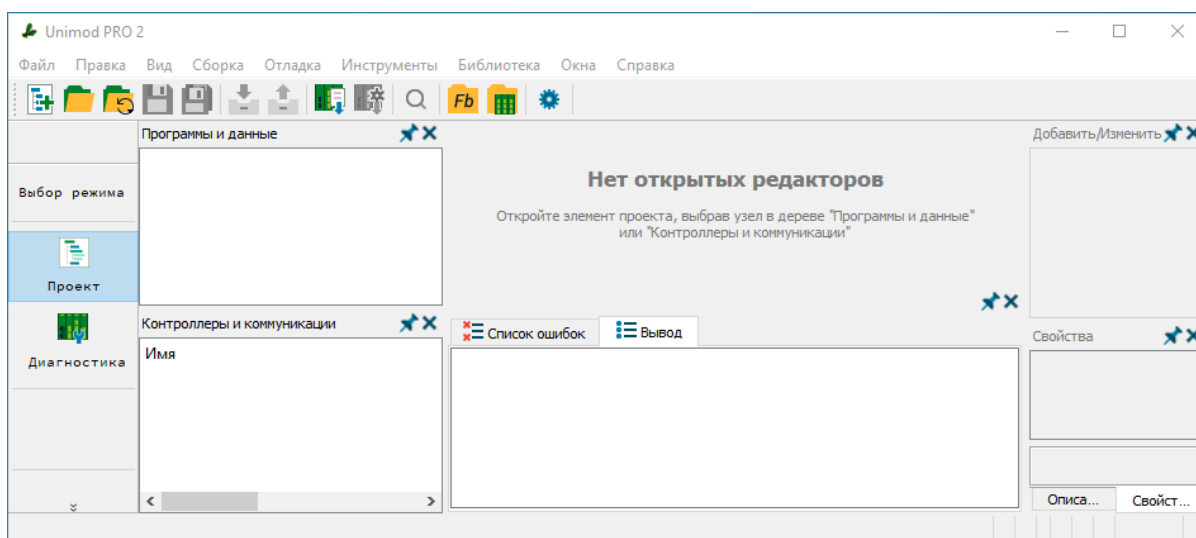 Unimod PRO 2
Файл Правка Вид Сборка Отладка Инструменты Библиотека Окна Справка
Fb
Выбор режима
Проект
Диагностика
Программы и данные
Контроллеры и коммуникации
Имя
Нет открытых редакторов
Откройте элемент проекта, выбрав узел в дереве "Программы и данные"
или "Контроллеры и коммуникации"
Список ошибок Вывод
Добавить/Изменить
Свойства
Описа... Свойст...